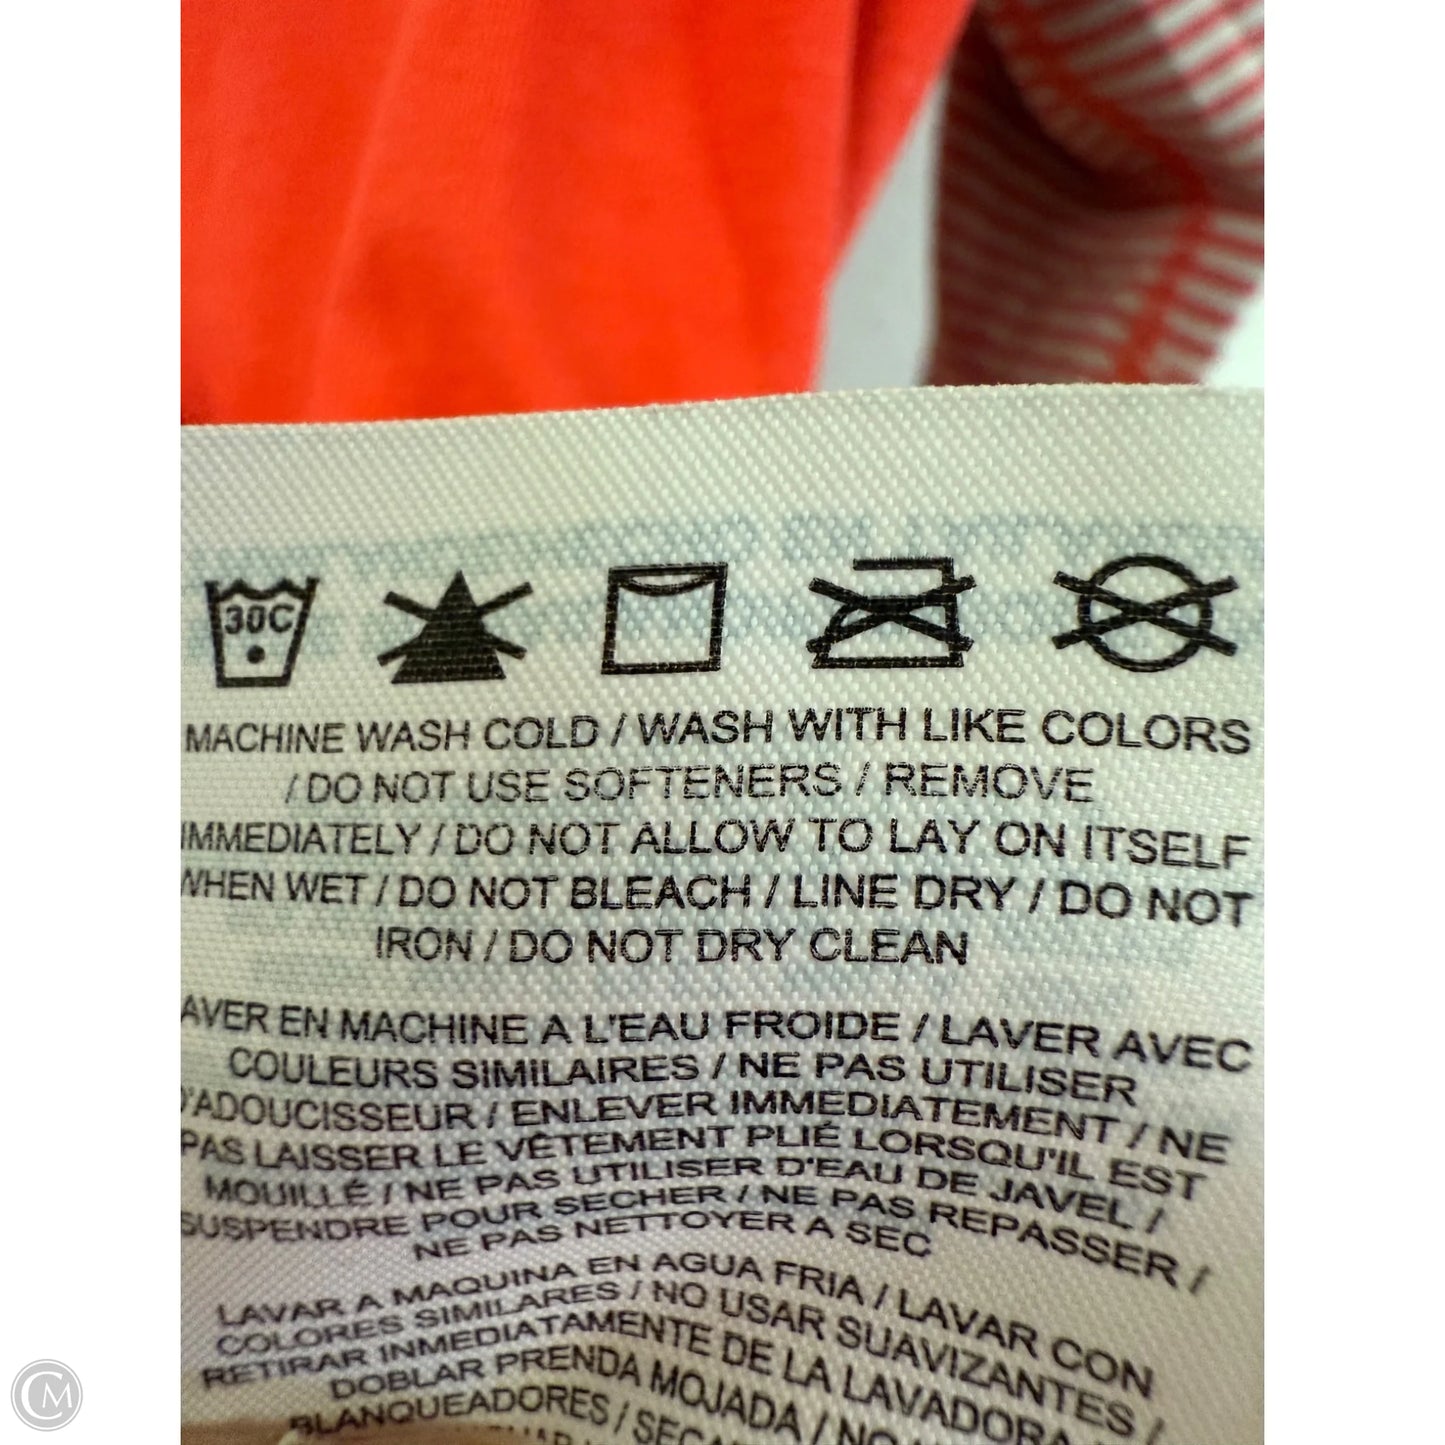 30C
MACHINE WASH COLD / WASH WITH LIKE COLORS
/ DO NOT USE SOFTENERS / REMOVE
IMMEDIATELY / DO NOT ALLOW TO LAY ON ITSELF
WHEN WET / DO NOT BLEACH / LINE DRY / DO NOT
IRON / DO NOT DRY CLEAN
AVER EN MACHINE A L'EAU FROIDE / LAVER AVEC
COULEURS SIMILAIRES / NE PAS UTILISER
D'ADOUCISSEUR / ENLEVER IMMEDIATEMENT / NE
PAS LAISSER LE VÊTEMENT PLIÉ LORSQU'IL EST
MOUILLÉ / NE PAS UTILISER D'EAU DE JAVEL /
SUSPENDRE POUR SECHER / NE PAS REPASSER /
NE PAS NETTOYER A SEC
LAVAR A MAQUINA EN AGUA FRIA / LAVAR CON
COLORES SIMILARES / NO USAR SUAVIZANTES /
RETIRAR INMEDIATAMENTE DE LA LAVADORA
DOBLAR PRENDA MOJADA / NO
BLANQUEADORES / SECA
CM